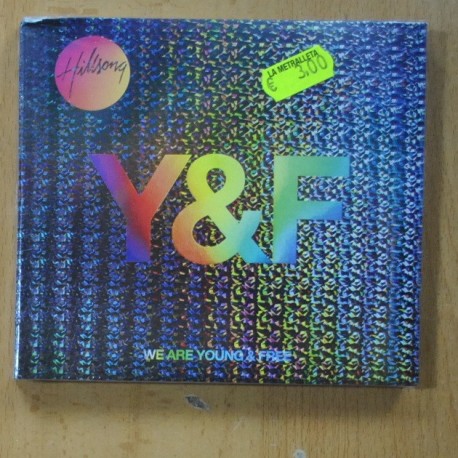 Hillsong
LA METRALLETA
€ 3.00
Y&F
WE ARE YOUNG & FREE